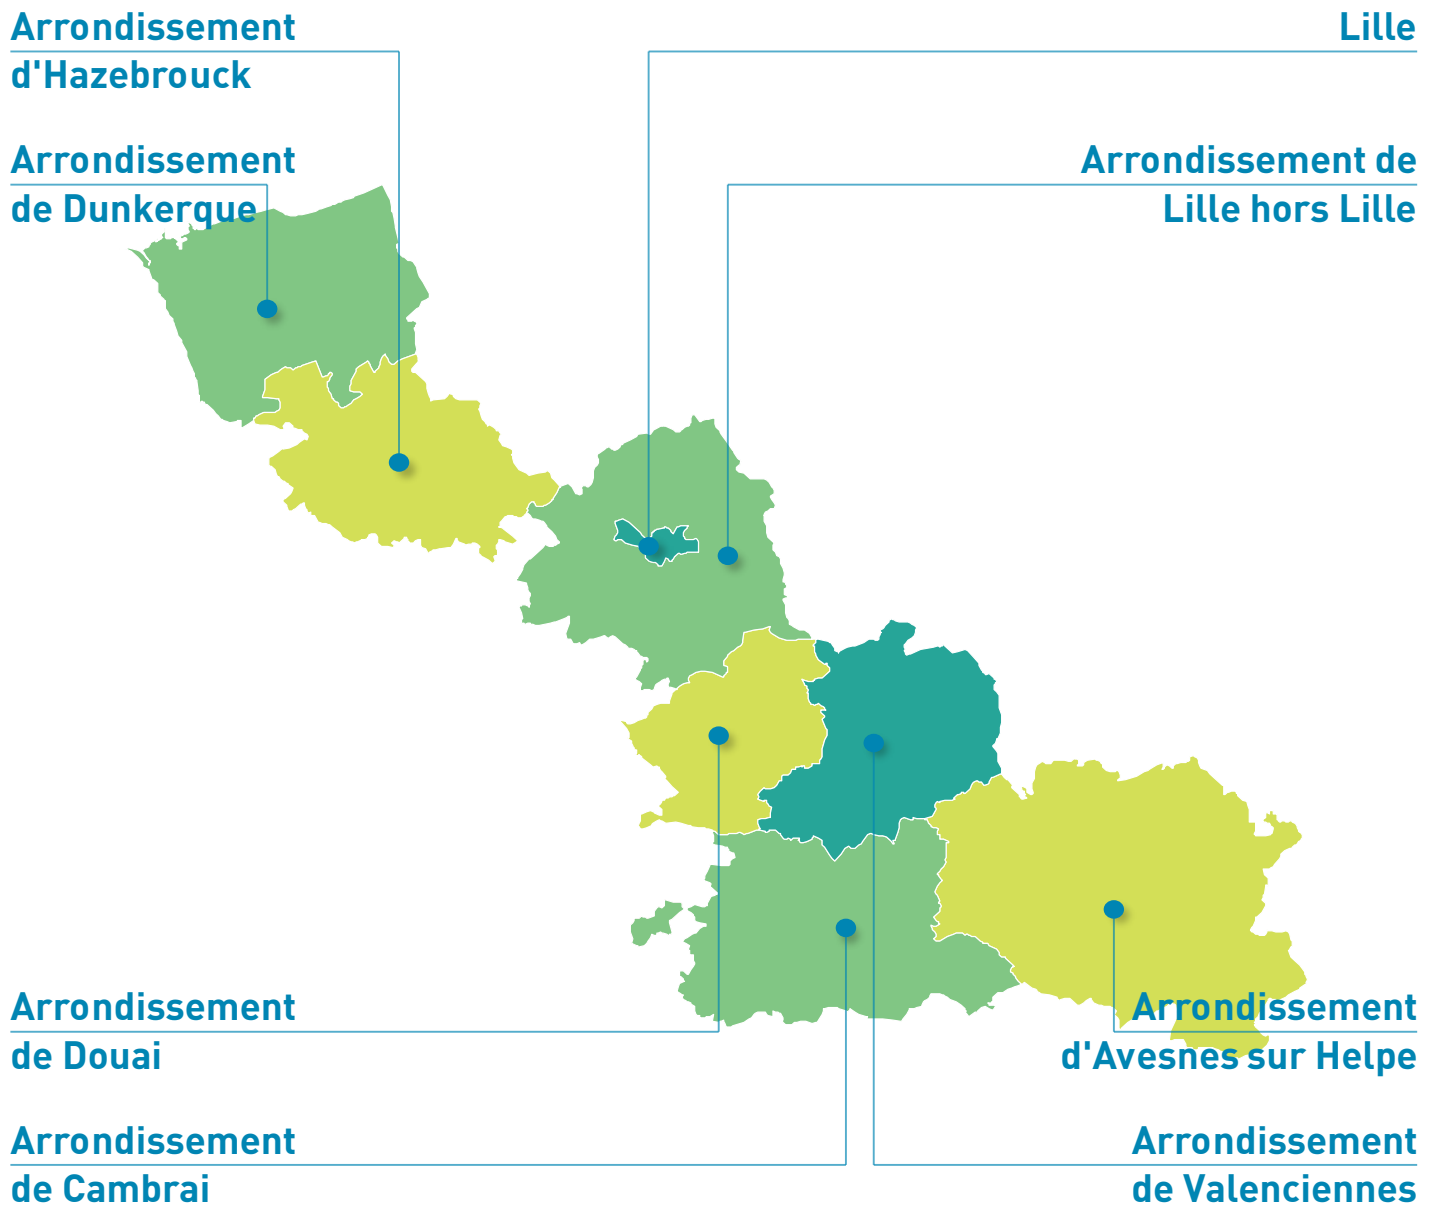 Arrondissement
d'Hazebrouck
Lille
Arrondissement
de Dunkerque
Arrondissement de
Lille hors Lille
Arrondissement
de Douai
Arrondissement
d'Avesnes sur Helpe
Arrondissement
de Cambrai
Arrondissement
de Valenciennes